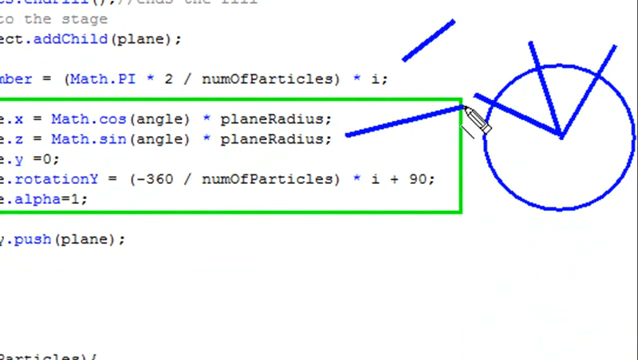 to the stage
ect.addChild(plane);
mber = (Math.PI * 2 / numOfParticles) * i;
e.x = Math.cos(angle) * planeRadius;
e.z = Math.sin(angle) * planeRadius;
e.y =0;
e.rotationY = (-360 / numOfParticles) * i + 90;
e.alpha=1;
y.push(plane);
Particles){